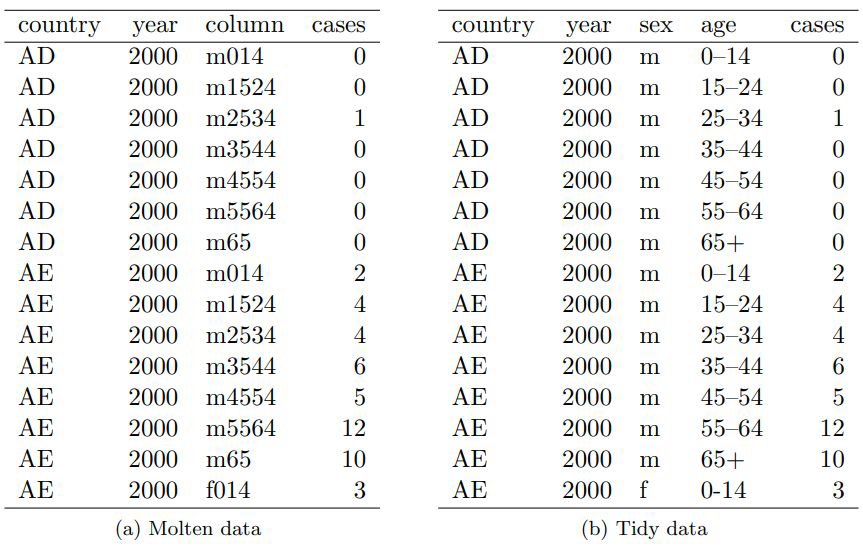 country year column cases
AD 2000 m014 0
AD 2000 m1524 0
AD 2000 m2534 1
AD 2000 m3544 0
AD 2000 m4554 0
AD 2000 m5564 0
AD 2000 m65 0
AE 2000 m014 2
AE 2000 m1524 4
AE 2000 m2534 4
AE 2000 m3544 6
AE 2000 m4554 5
AE 2000 m5564 12
AE 2000 m65 10
AE 2000 f014 3
(a) Molten data
country year sex age cases
AD 2000 m 0–14 0
AD 2000 m 15–24 0
AD 2000 m 25–34 1
AD 2000 m 35–44 0
AD 2000 m 45–54 0
AD 2000 m 55–64 0
AD 2000 m 65+ 0
AE 2000 m 0–14 2
AE 2000 m 15–24 4
AE 2000 m 25–34 4
AE 2000 m 35–44 6
AE 2000 m 45–54 5
AE 2000 m 55–64 12
AE 2000 m 65+ 10
AE 2000 f 0-14 3
(b) Tidy data